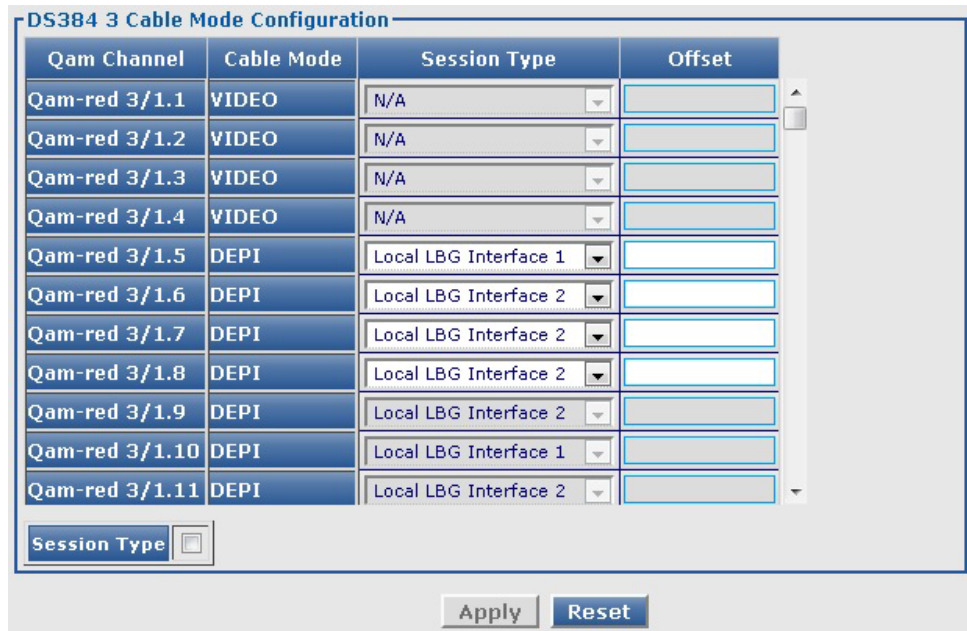 DS384 3 Cable Mode Configuration
Qam Channel Cable Mode Session Type Offset
Qam-red 3/1.1 VIDEO N/A
Qam-red 3/1.2 VIDEO N/A
Qam-red 3/1.3 VIDEO N/A
Qam-red 3/1.4 VIDEO N/A
Qam-red 3/1.5 DEPI Local LBG Interface 1
Qam-red 3/1.6 DEPI Local LBG Interface 2
Qam-red 3/1.7 DEPI Local LBG Interface 2
Qam-red 3/1.8 DEPI Local LBG Interface 2
Qam-red 3/1.9 DEPI Local LBG Interface 2
Qam-red 3/1.10 DEPI Local LBG Interface 1
Qam-red 3/1.11 DEPI Local LBG Interface 2
Session Type
Apply Reset